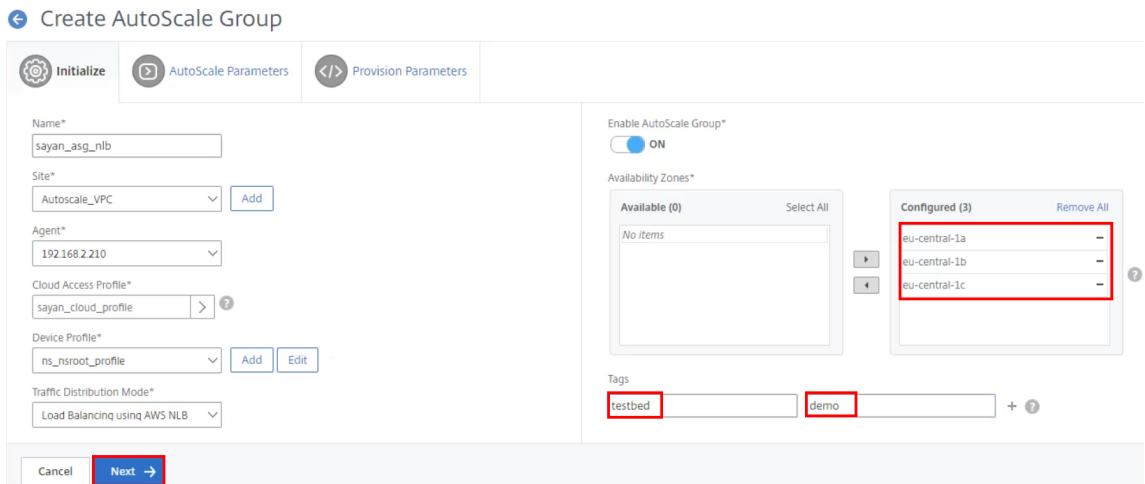 Create AutoScale Group
Initialize
AutoScale Parameters
Provision Parameters
Name*
sayan_asg_nlb
Site*
Autoscale_VPC
Add
Agent*
192.168.2.210
Cloud Access Profile*
sayan_cloud_profile
Device Profile*
ns_nsroot_profile
Add
Edit
Traffic Distribution Mode*
Load Balancing using AWS NLB
Enable AutoScale Group*
ON
Availability Zones*
Available (0)
Select All
No items
Configured (3)
Remove All
eu-central-1a
eu-central-1b
eu-central-1c
Tags
testbed
demo
Cancel
Next